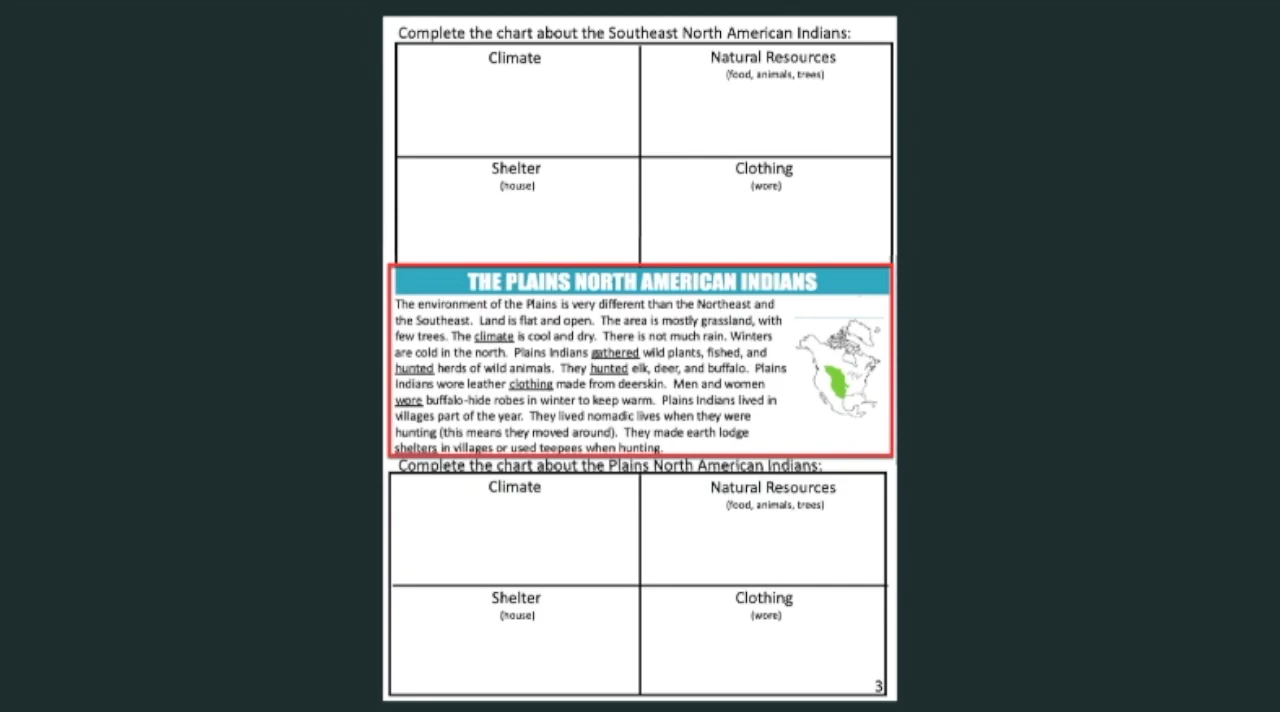 Complete the chart about the Southeast North American Indians:
Climate
Natural Resources
(food, animals, trees)
Shelter
(house)
Clothing
(wore)
THE PLAINS NORTH AMERICAN INDIANS
The environment of the Plains is very different than the Northeast and
the Southeast. Land is flat and open. The area is mostly grassland, with
few trees. The climate is cool and dry. There is not much rain. Winters
are cold in the north. Plains Indians gathered wild plants, fished, and
hunted herds of wild animals. They hunted elk, deer, and buffalo. Plains
Indians wore leather clothing made from deerskin. Men and women
wore buffalo-hide robes in winter to keep warm. Plains Indians lived in
villages part of the year. They lived nomadic lives when they were
hunting (this means they moved around). They made earth lodge
shelters in villages or used teepees when hunting.
Complete the chart about the Plains North American Indians:
Climate
Natural Resources
(food, animals, trees)
Shelter
(house)
Clothing
(wore)
3